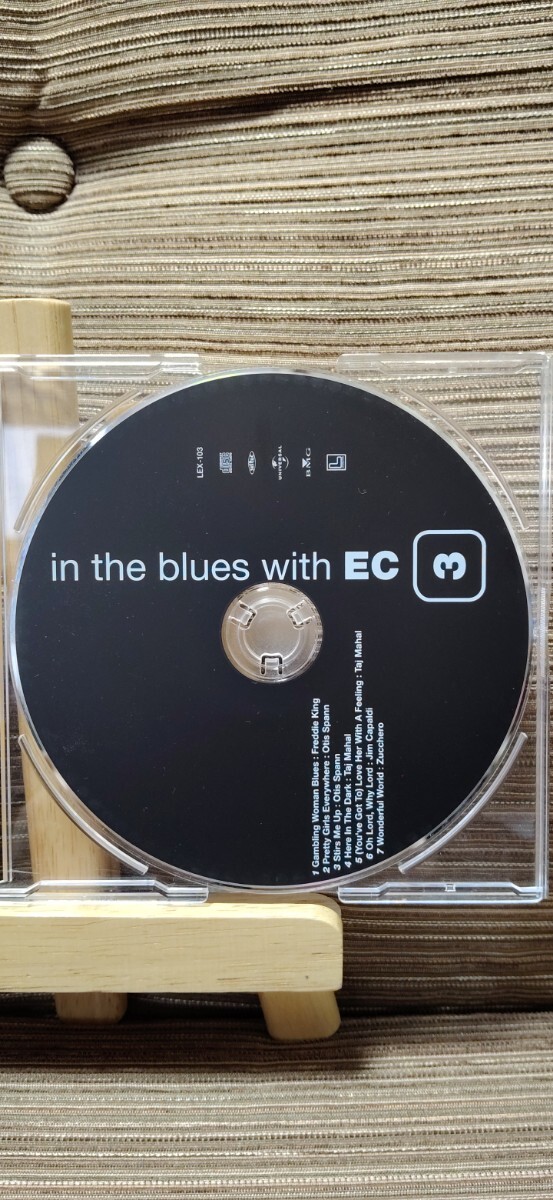 LEX-103
UNIVERSAL
BMG
in the blues with EC 3
1 Gambling Woman Blues : Freddie King
2 Pretty Girls Everywhere : Otis Spann
3 Stirs Me Up : Otis Spann
4 Here In The Dark : Taj Mahal
5 (You've Got To) Love Her With A Feeling : Taj Mahal
6 Oh Lord, Why Lord : Jim Capaldi
7 Wonderful World : Zucchero